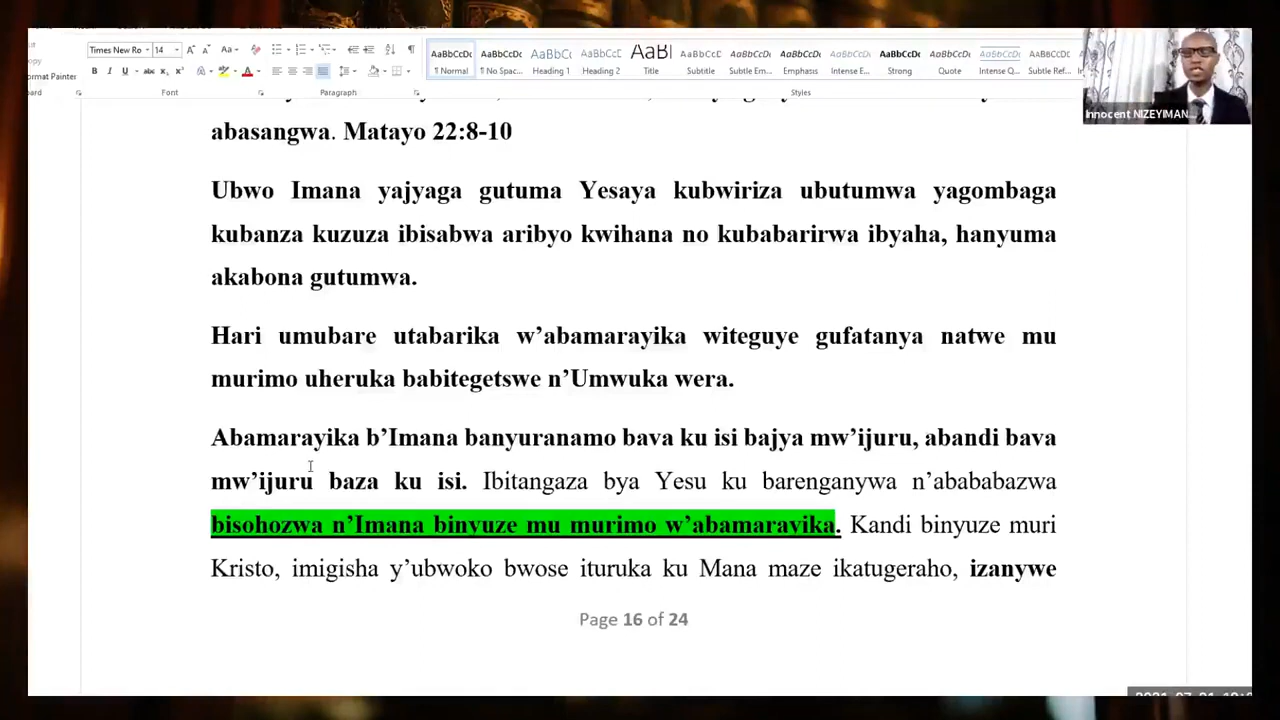 Times New Ro
14
Aa
opy
ormat Painter
B I U abc x x A
AaBbCcDc AaBbCcDc AaBbCc AaBbCcD AaBl AaBbCcD AaBbCcDc AaBbCcDc AaBbCcDc AaBbCcDc AaBbCcDc AaBbCcDc
¶ Normal ¶ No Spac... Heading 1 Heading 2 Title Subtitle Subtle Em... Emphasis Intense E... Strong Quote Intense Q... Subtle Ref...
Font Paragraph Styles
Innocent NIZEYIMAN...
abasangwa. Matayo 22:8-10
Ubwo Imana yajyaga gutuma Yesaya kubwiriza ubutumwa yagombaga
kubanza kuzuza ibisabwa aribyo kwihana no kubabarirwa ibyaha, hanyuma
akabona gutumwa.
Hari umubare utabarika w’abamarayika witeguye gufatanya natwe mu
murimo uheruka babitegetswe n’Umwuka wera.
Abamarayika b’Imana banyuranamo bava ku isi bajya mw’ijuru, abandi bava
mw’ijuru baza ku isi. Ibitangaza bya Yesu ku barenganywa n’abababazwa
bisohozwa n’Imana binyuze mu murimo w’abamarayika. Kandi binyuze muri
Kristo, imigisha y’ubwoko bwose ituruka ku Mana maze ikatugeraho, izanywe
Page 16 of 24